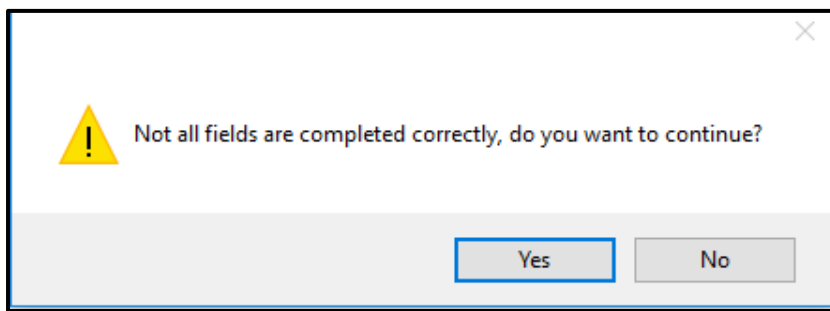 Not all fields are completed correctly, do you want to continue?
Yes No